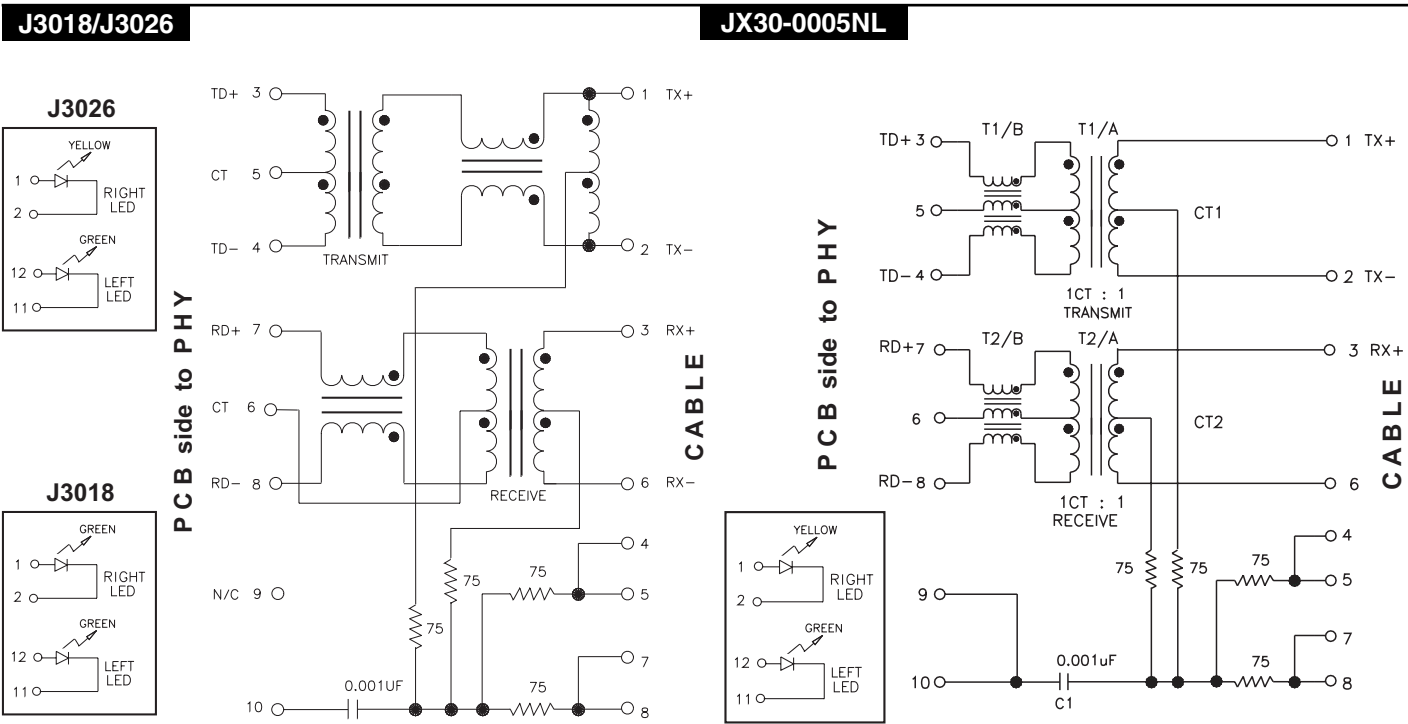 J3018/J3026
JX30-0005NL
J3026
YELLOW
1
2
RIGHT
LED
GREEN
12
11
LEFT
LED
J3018
GREEN
1
2
RIGHT
LED
GREEN
12
11
LEFT
LED
PCB side to PHY
TD+ 3
CT 5
TD- 4
TRANSMIT
1 TX+
2 TX-
RD+ 7
CT 6
RD- 8
RECEIVE
3 RX+
6 RX-
CABLE
N/C 9
10
0.001UF
75
75
75
75
4
5
7
8
PCB side to PHY
TD+3
5
TD-4
T1/B
T1/A
1CT : 1
TRANSMIT
CT1
1 TX+
2 TX-
RD+7
6
RD-8
T2/B
T2/A
1CT : 1
RECEIVE
CT2
3 RX+
6
CABLE
YELLOW
1
2
RIGHT
LED
GREEN
12
11
LEFT
LED
9
10
0.001uF
C1
75
75
75
75
4
5
7
8